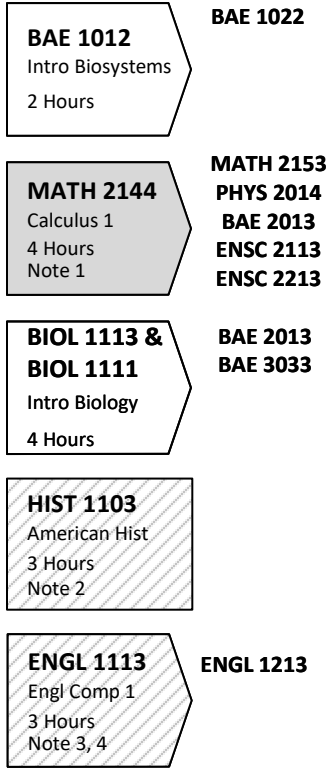 BAE 1012
Intro Biosystems
2 Hours
BAE 1022
MATH 2144
Calculus 1
4 Hours
Note 1
MATH 2153
PHYS 2014
BAE 2013
ENSC 2113
ENSC 2213
BIOL 1113 &
BIOL 1111
Intro Biology
4 Hours
BAE 2013
BAE 3033
HIST 1103
American Hist
3 Hours
Note 2
ENGL 1113
Engl Comp 1
3 Hours
Note 3, 4
ENGL 1213